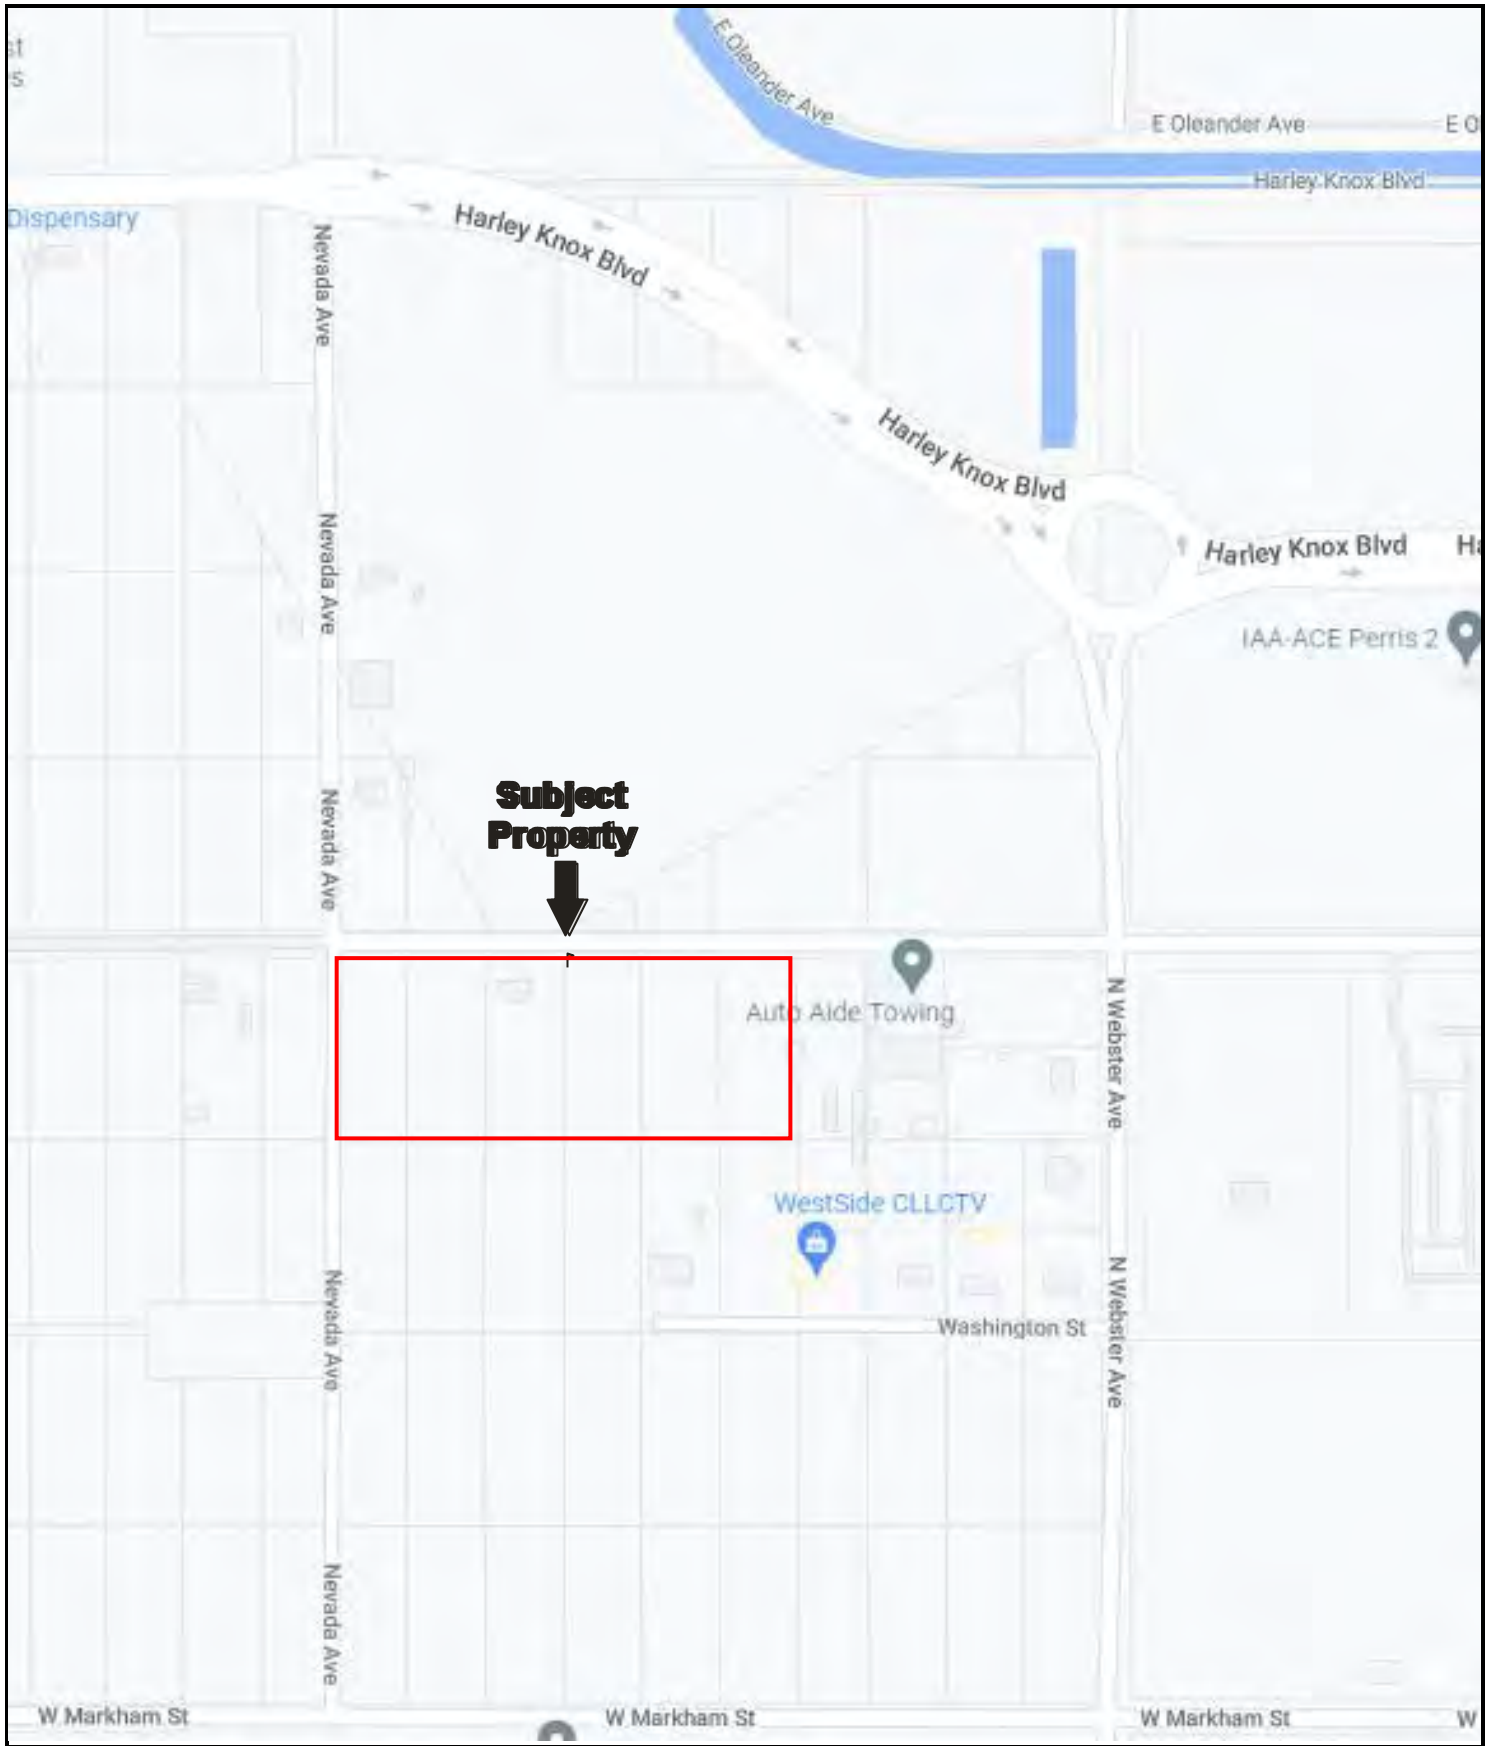 st
s
E Oleander Ave
E Oleander Ave
E O
Harley Knox Blvd
Dispensary
Harley Knox Blvd
Nevada Ave
Harley Knox Blvd
Nevada Ave
Harley Knox Blvd
Ha
IAA-ACE Perris 2
Subject
Property
Nevada Ave
Auto Aide Towing
N Webster Ave
WestSide CLLCTV
Nevada Ave
N Webster Ave
Washington St
Nevada Ave
W Markham St
W Markham St
W Markham St
W